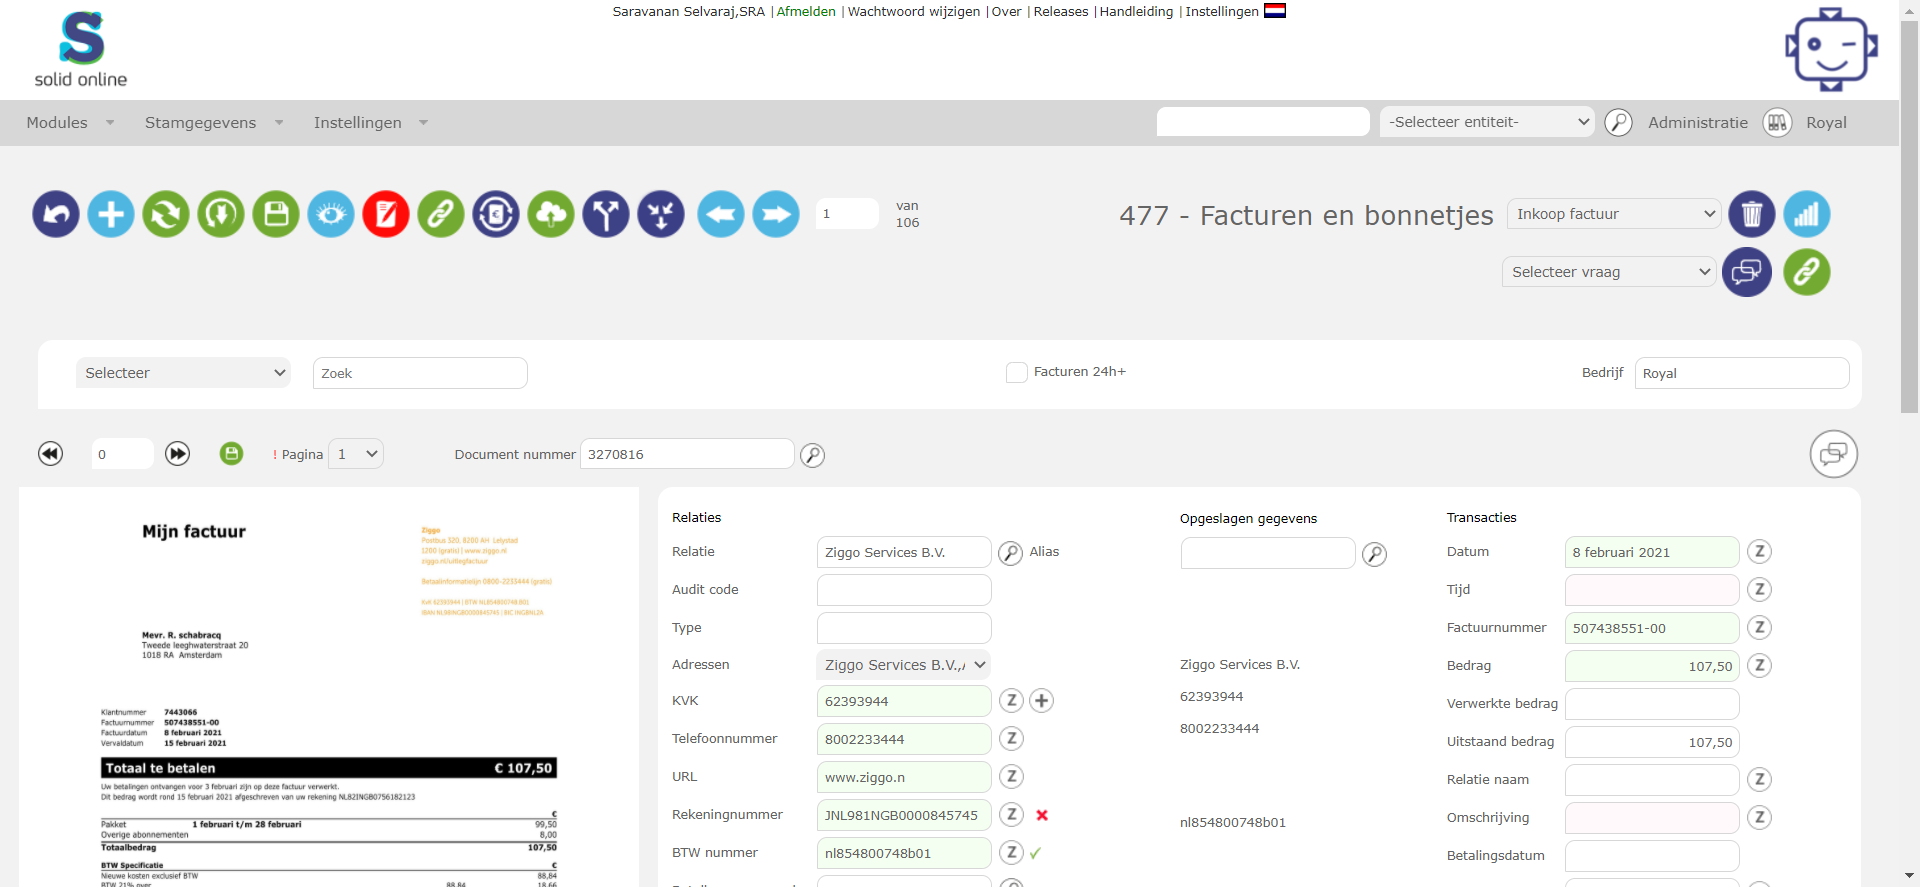 Saravanan Selvaraj,SRA |Afmelden |Wachtwoord wijzigen |Over |Releases |Handleiding |Instellingen
S
solid online
Modules Stamgegevens Instellingen -Selecteer entiteit- Administratie Royal
1 van 106
477 - Facturen en bonnetjes Inkoop factuur
Selecteer vraag
Selecteer Zoek Facturen 24h+ Bedrijf Royal
0 ! Pagina 1 Document nummer 3270816
Mijn factuur
Ziggo
Postbus 320, 8200 AH Lelystad
1200 (gratis) | www.ziggo.nl
ziggo.nl/uitlegfactuur
Betaalinformatielijn 0800-2233444 (gratis)
KvK 62393944 | BTW NL854800748.B01
IBAN NL98INGB0000845745 | BIC INGBNL2A
Mevr. R. schabracq
Tweede leeghwaterstraat 20
1018 RA Amsterdam
Klantnummer 7443066
Factuurnummer 507438551-00
Factuurdatum 8 februari 2021
Vervaldatum 15 februari 2021
Totaal te betalen € 107,50
Uw betalingen ontvangen voor 3 februari zijn op deze factuur verwerkt.
Dit bedrag wordt rond 15 februari 2021 afgeschreven van uw rekening NL82INGB0756182123
€
Pakket 1 februari t/m 28 februari 99,50
Overige abonnementen 8,00
Totaalbedrag 107,50
BTW Specificatie €
Nieuwe kosten exclusief BTW 88,84
BTW 21% over 88,84 18,66
Relaties
Relatie Ziggo Services B.V. Alias
Audit code
Type
Adressen Ziggo Services B.V.,
KVK 62393944 Z
Telefoonnummer 8002233444 Z
URL www.ziggo.n Z
Rekeningnummer JNL981NGB0000845745 Z
BTW nummer nl854800748b01 Z
Opgeslagen gegevens
Ziggo Services B.V.
62393944
8002233444
nl854800748b01
Transacties
Datum 8 februari 2021 Z
Tijd Z
Factuurnummer 507438551-00 Z
Bedrag 107,50 Z
Verwerkte bedrag
Uitstaand bedrag 107,50
Relatie naam Z
Omschrijving Z
Betalingsdatum